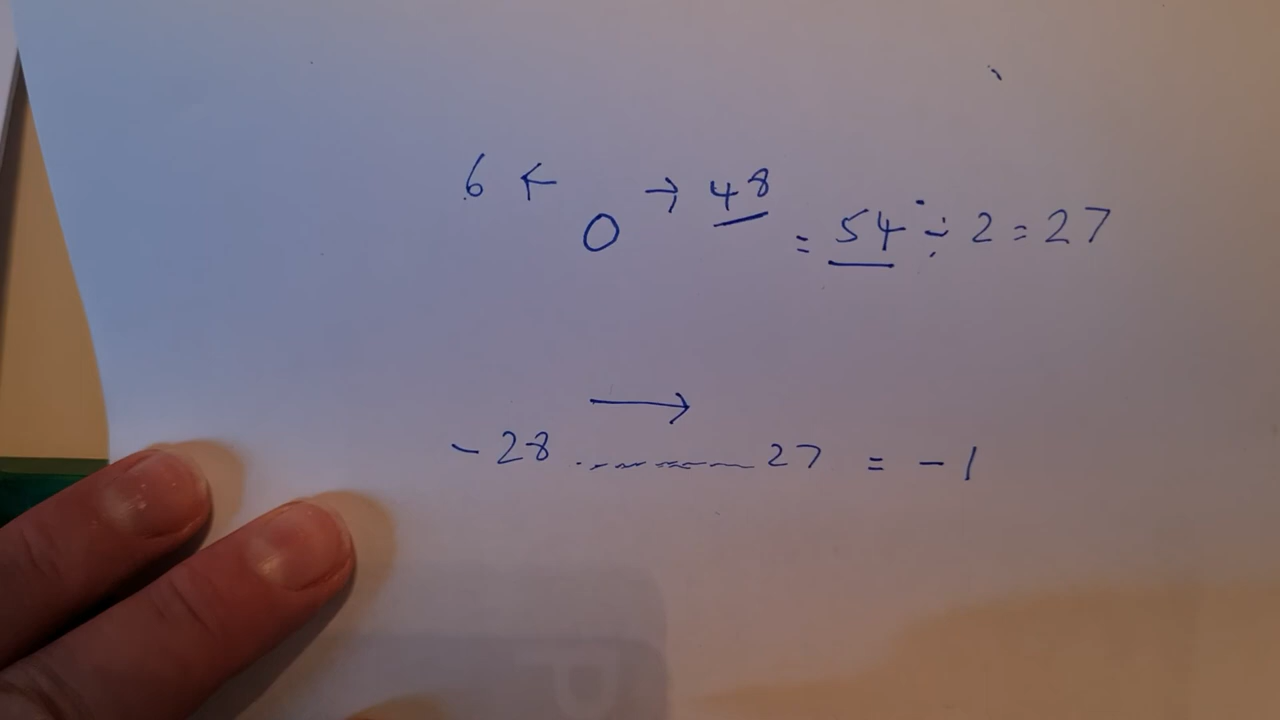 6 ← 0 → 48 = 54 ÷ 2 = 27
→
-28 ------- 27 = -1
P